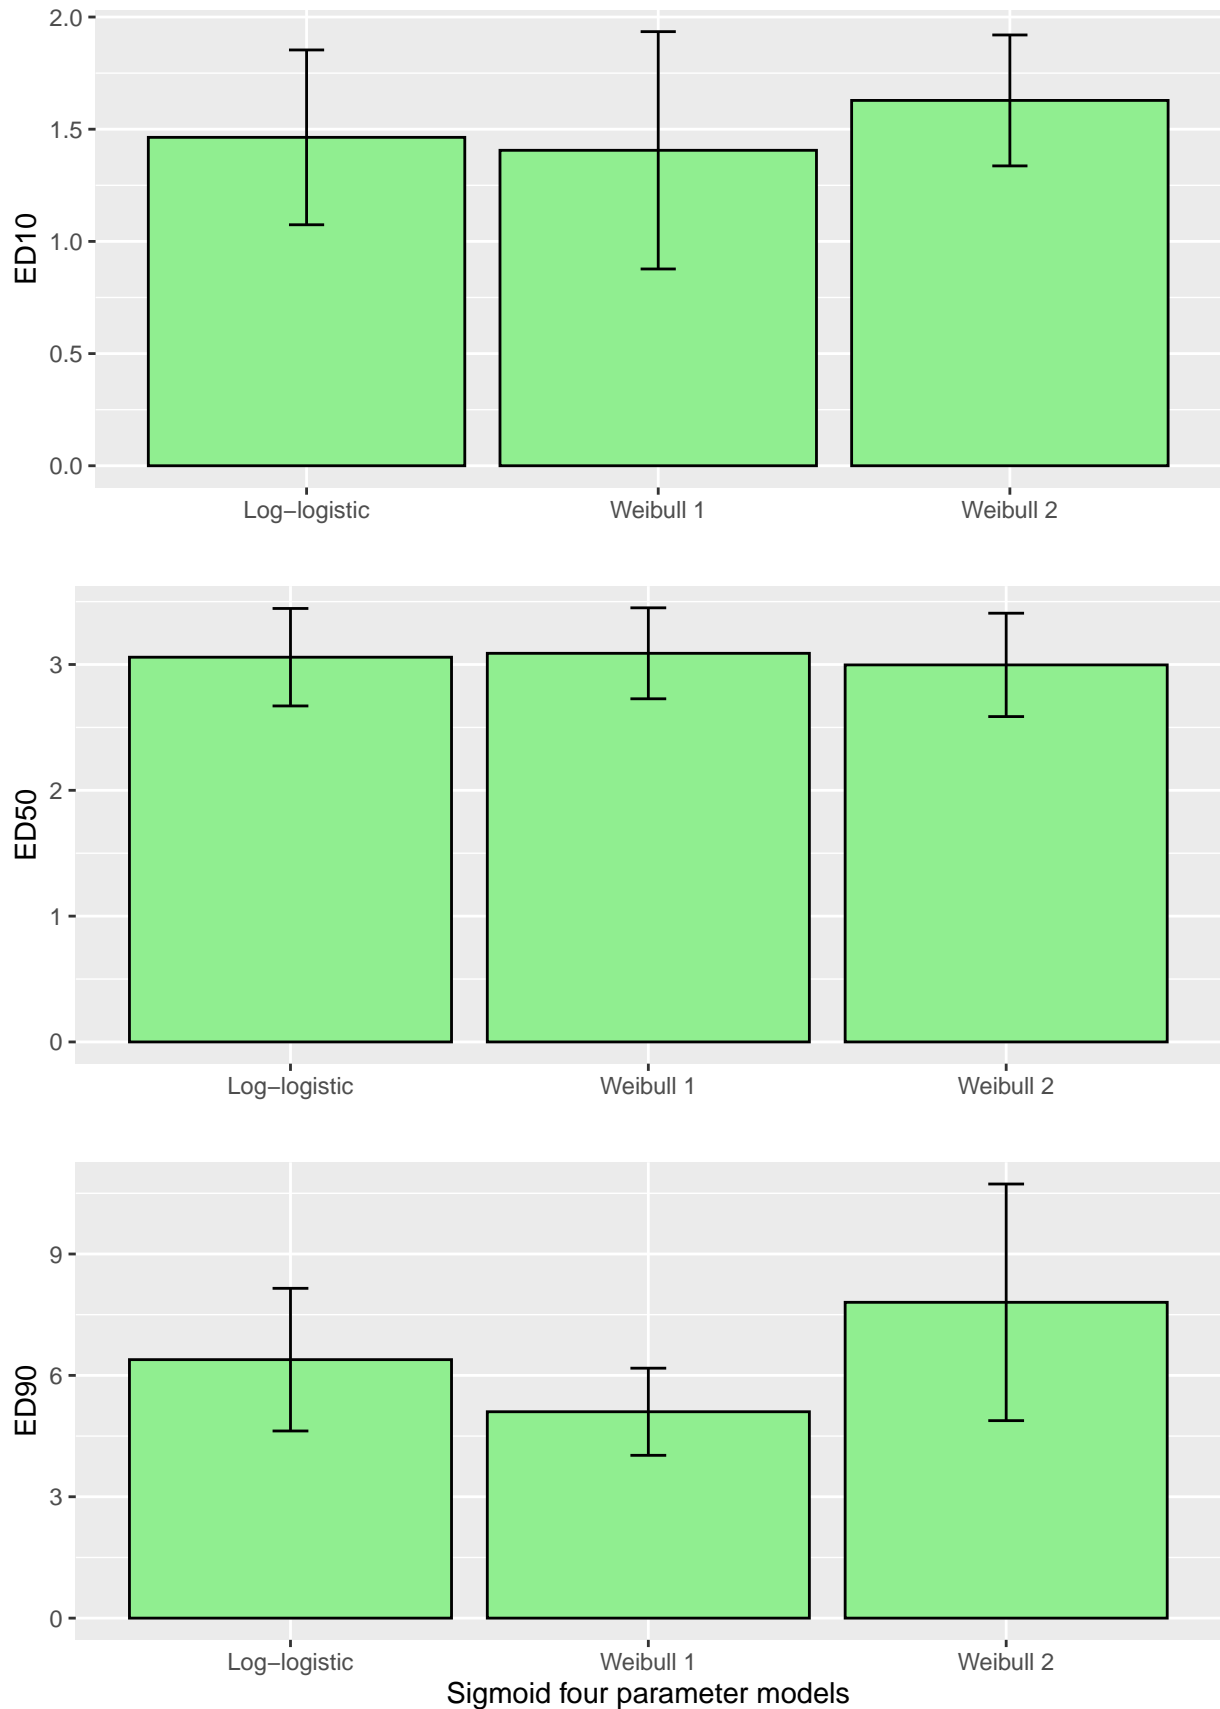 2.0
1.5
1.0
0.5
0.0
ED10
Log−logistic Weibull 1 Weibull 2
3
2
1
0
ED50
Log−logistic Weibull 1 Weibull 2
9
6
3
0
ED90
Log−logistic Weibull 1 Weibull 2
Sigmoid four parameter models